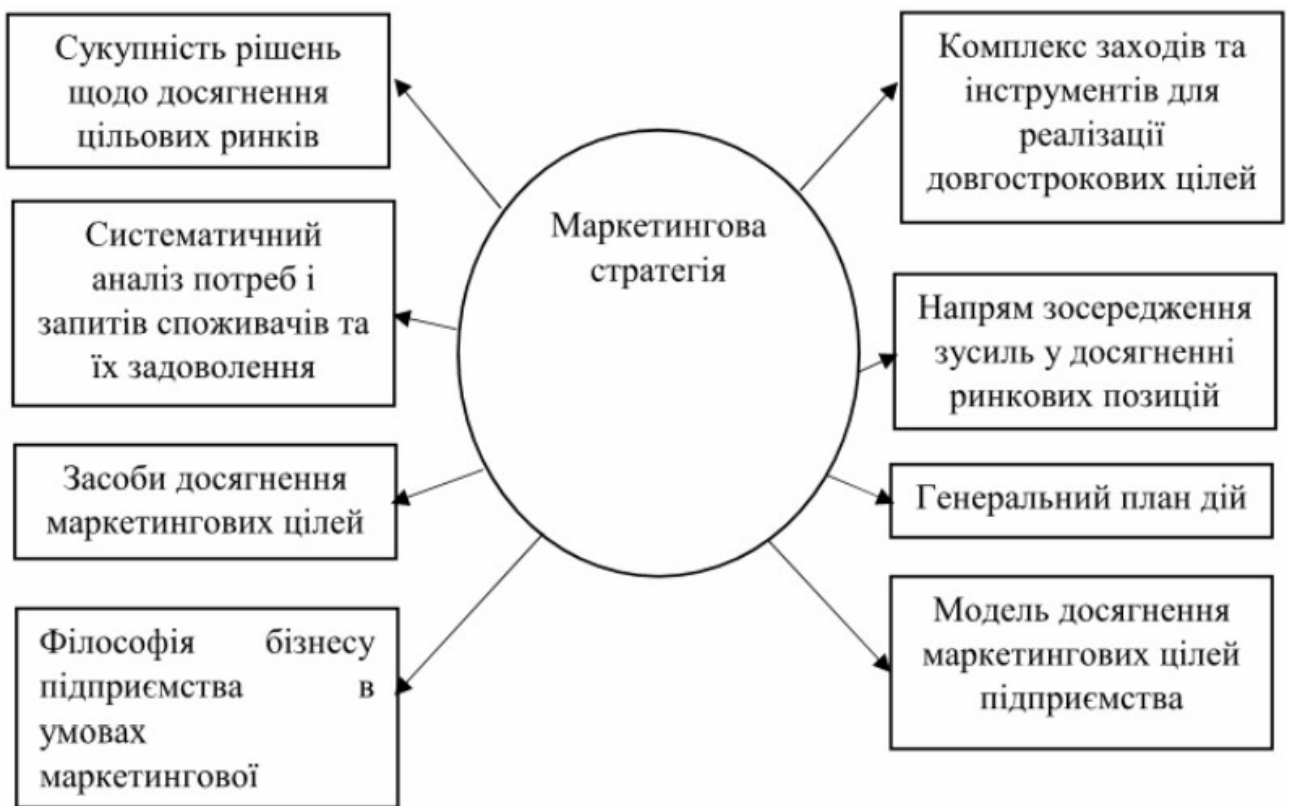 Сукупність рішень
щодо досягнення
цільових ринків
Систематичний
аналіз потреб і
запитів споживачів та
їх задоволення
Засоби досягнення
маркетингових цілей
Філософія бізнесу
підприємства в
умовах
маркетингової
Маркетингова
стратегія
Комплекс заходів та
інструментів для
реалізації
довгострокових цілей
Напрям зосередження
зусиль у досягненні
ринкових позицій
Генеральний план дій
Модель досягнення
маркетингових цілей
підприємства